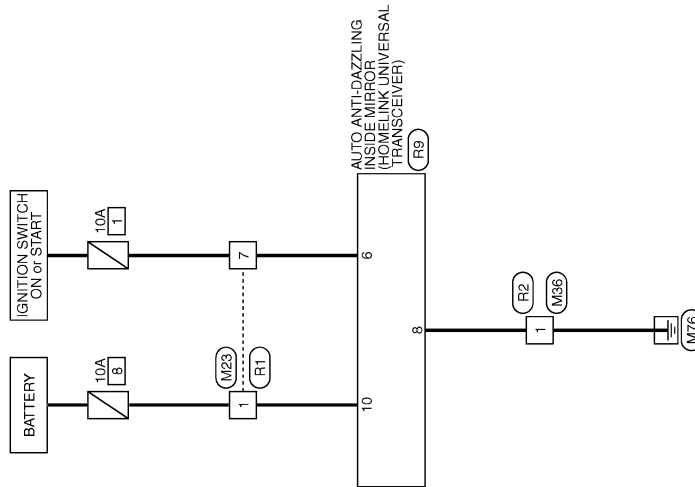 IGNITION SWITCH
ON or START
BATTERY
10A
1
10A
8
7
M23
1
R1
AUTO ANTI-DAZZLING
INSIDE MIRROR
(HOMELINK UNIVERSAL
TRANSCEIVER)
R9
6
10
8
R2
1
M36
M76